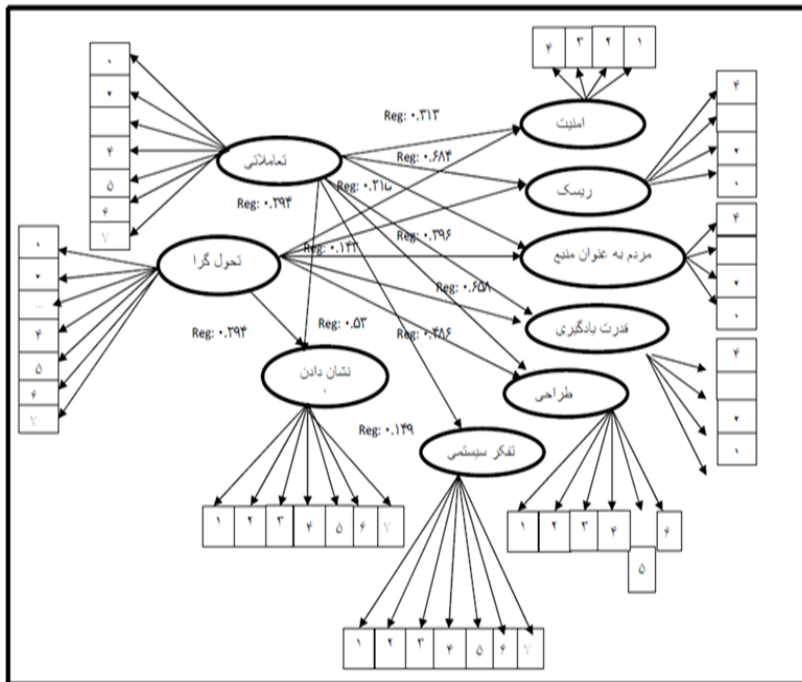 ۴ ۳ ۲ ۱
۱
۲
۴
۵
۶
۷
امنیت
۴
۲
۱
Reg: ۰.۳۱۳
تعاملاتی
Reg: ۰.۶۸۴
ریسک
Reg: ۰.۳۹۴
Reg: ۰.۳۱۵
۱
۲
...
۴
۵
۶
۷
تحول گرا
Reg: ۰.۱۴۳
Reg: ۰.۳۹۶
مردم به عنوان منبع
۴
۲
۱
Reg: ۰.۶۵۸
قدرت یادگیری
Reg: ۰.۳۹۴
Reg: ۰.۵۳
Reg: ۰.۴۸۶
۴
۲
۱
نشان دادن
طراحی
Reg: ۰.۱۴۹
تفکر سیستمی
۱ ۲ ۳ ۴ ۵ ۶ ۷
۱ ۲ ۳ ۴ ۶
۵
۱ ۲ ۳ ۴ ۵ ۶ ۷